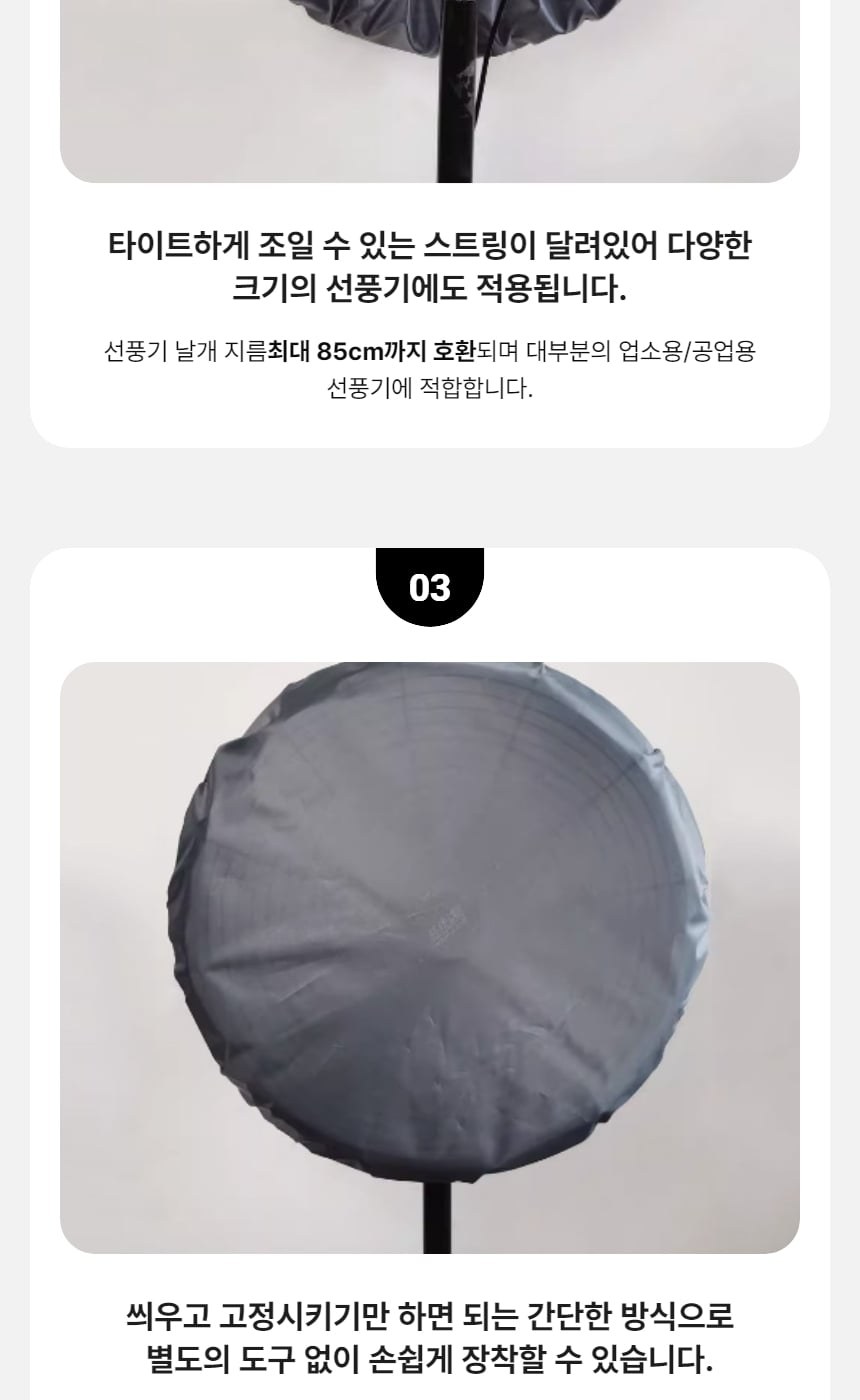 타이트하게 조일 수 있는 스트링이 달려있어 다양한
크기의 선풍기에도 적용됩니다.
선풍기 날개 지름최대 85cm까지 호환되며 대부분의 업소용/공업용
선풍기에 적합합니다.
03
씌우고 고정시키기만 하면 되는 간단한 방식으로
별도의 도구 없이 손쉽게 장착할 수 있습니다.